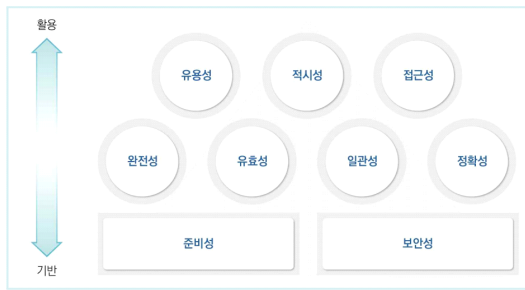 활용
유용성 적시성 접근성
완전성 유효성 일관성 정확성
준비성 보안성
기반